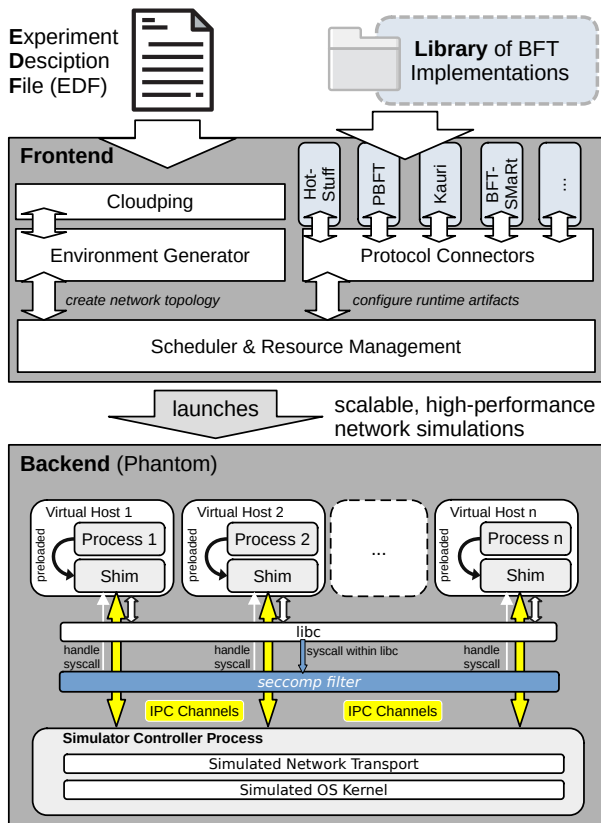 Experiment
Desciption
File (EDF)
Library of BFT
Implementations
Frontend
Hot-
Stuff
PBFT
Kauri
BFT-
SMaRt
...
Cloudping
Environment Generator
Protocol Connectors
create network topology
configure runtime artifacts
Scheduler & Resource Management
launches
scalable, high-performance
network simulations
Backend (Phantom)
Virtual Host 1
preloaded
Process 1
Shim
Virtual Host 2
preloaded
Process 2
Shim
...
Virtual Host n
preloaded
Process n
Shim
libc
handle
syscall
handle
syscall
syscall within libc
handle
syscall
seccomp filter
IPC Channels
IPC Channels
Simulator Controller Process
Simulated Network Transport
Simulated OS Kernel